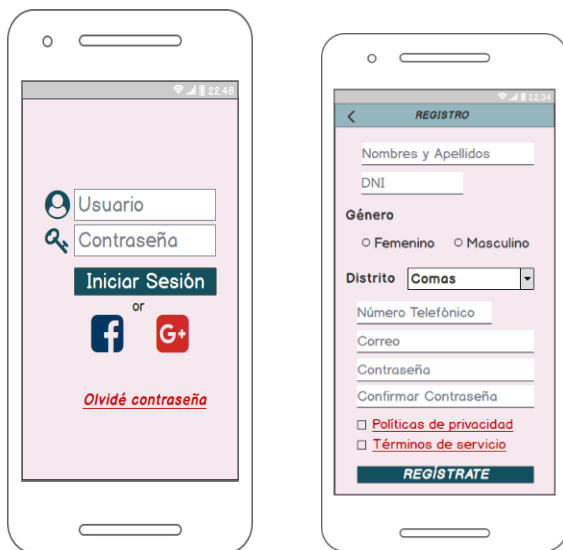 22:48
Usuario
Contraseña
Iniciar Sesión
or
f
G+
Olvidé contraseña
22:34
REGISTRO
Nombres y Apellidos
DNI
Género
Femenino Masculino
Distrito Comas
Número Telefónico
Correo
Contraseña
Confirmar Contraseña
Políticas de privacidad
Términos de servicio
REGÍSTRATE